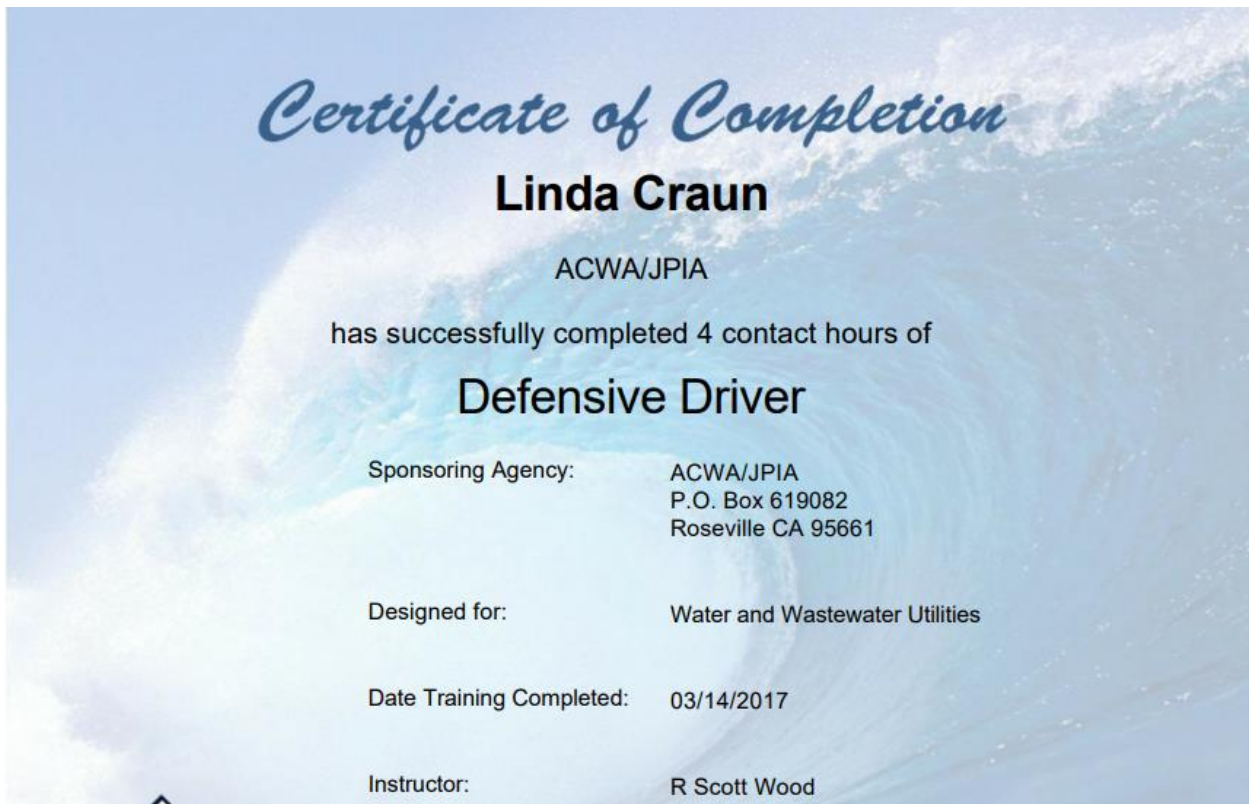 Certificate of Completion
Linda Craun
ACWA/JPIA
has successfully completed 4 contact hours of
Defensive Driver
Sponsoring Agency: ACWA/JPIA
P.O. Box 619082
Roseville CA 95661
Designed for: Water and Wastewater Utilities
Date Training Completed: 03/14/2017
Instructor: R Scott Wood